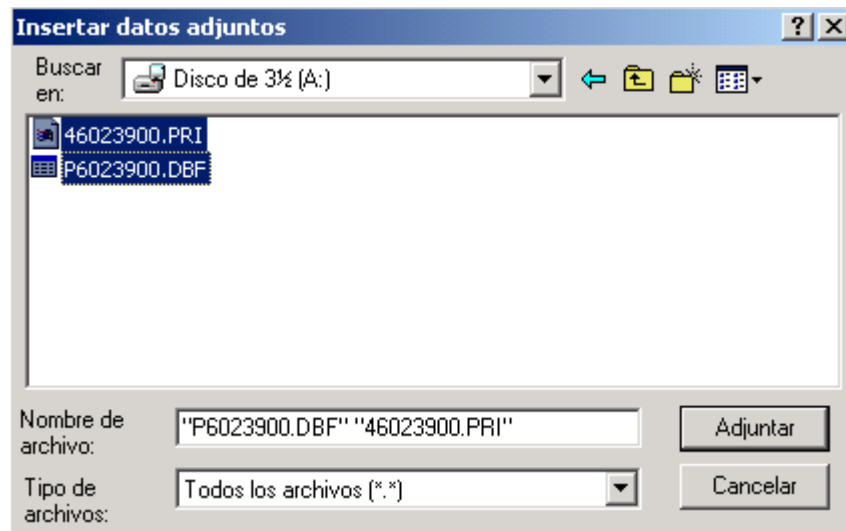 Insertar datos adjuntos
Buscar
en:
Disco de 3½ (A:)
46023900.PRI
P6023900.DBF
Nombre de
archivo:
"P6023900.DBF" "46023900.PRI"
Adjuntar
Tipo de
archivos:
Todos los archivos (*.*)
Cancelar